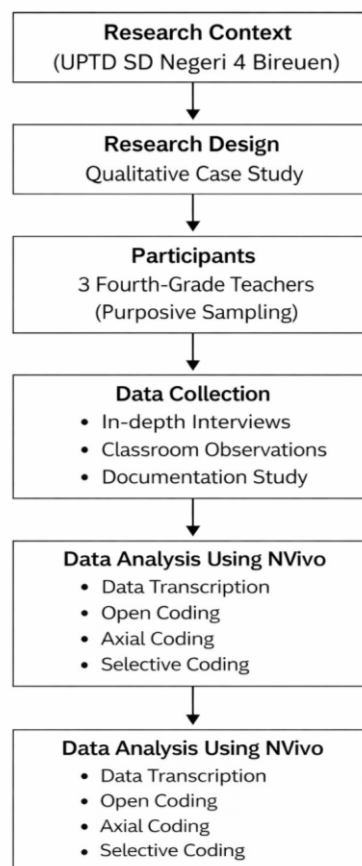 Research Context
(UPTD SD Negeri 4 Bireuen)
Research Design
Qualitative Case Study
Participants
3 Fourth-Grade Teachers
(Purposive Sampling)
Data Collection
• In-depth Interviews
• Classroom Observations
• Documentation Study
Data Analysis Using NVivo
• Data Transcription
• Open Coding
• Axial Coding
• Selective Coding
Data Analysis Using NVivo
• Data Transcription
• Open Coding
• Axial Coding
• Selective Coding